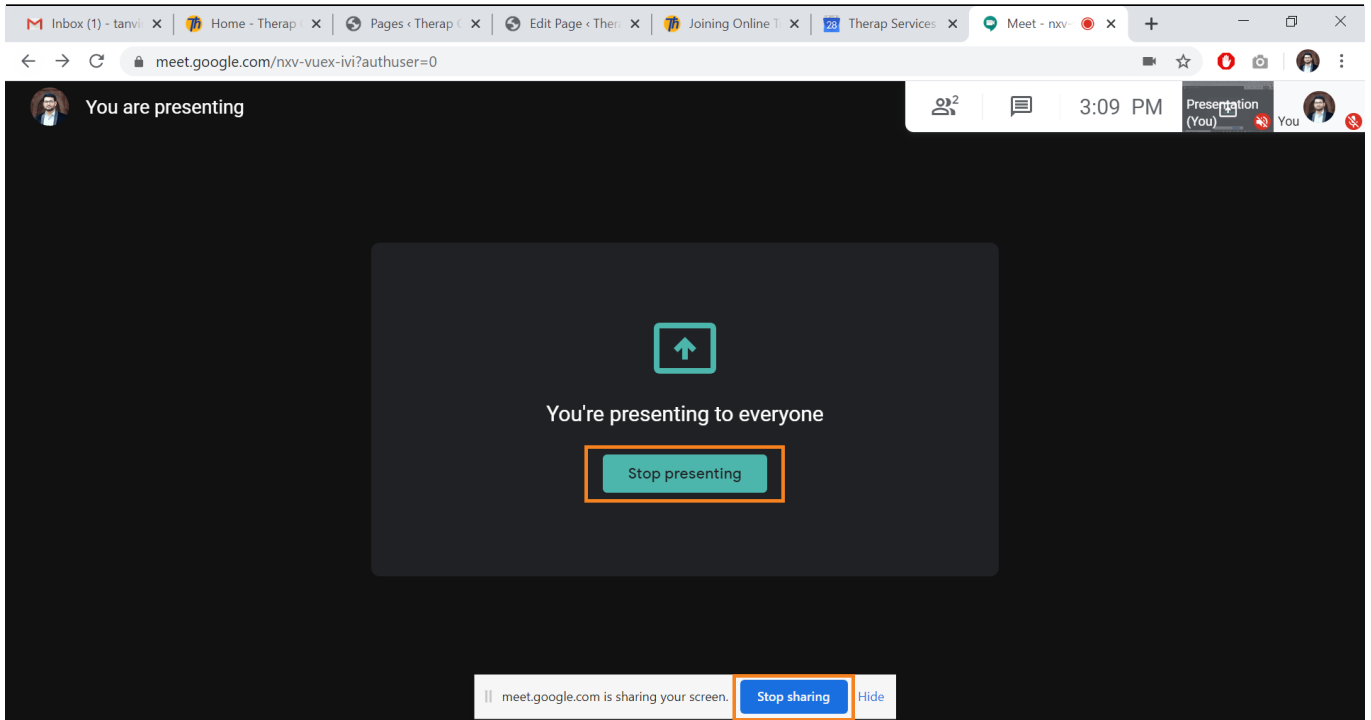 Inbox (1) - tanvi
Home - Therap
Pages ‹ Therap
Edit Page ‹ Ther
Joining Online T
28
Therap Services
Meet - nxv-
meet.google.com/nxv-vuex-ivi?authuser=0
You are presenting
2
3:09 PM
Presentation
(You)
You
You're presenting to everyone
Stop presenting
meet.google.com is sharing your screen.
Stop sharing
Hide